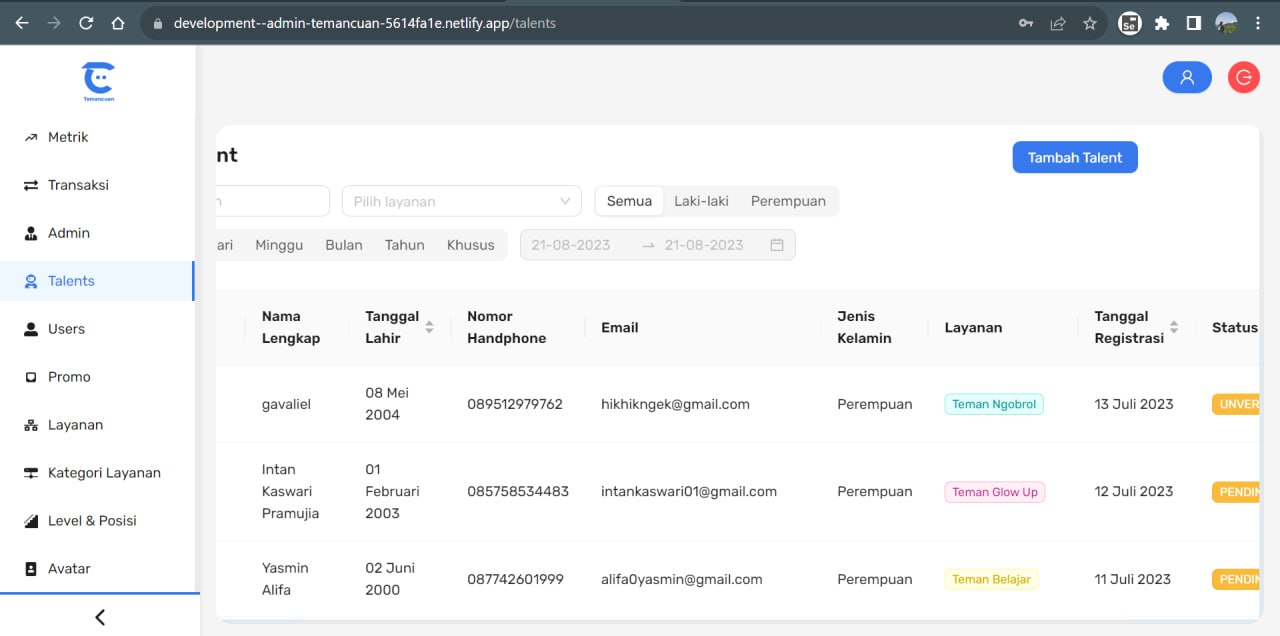 development--admin-temancuan-5614fa1e.netlify.app/talents
Se
Temancuan
Metrik
Transaksi
Admin
Talents
Users
Promo
Layanan
Kategori Layanan
Level & Posisi
Avatar
nt
Tambah Talent
n
Pilih layanan
Semua Laki-laki Perempuan
ari Minggu Bulan Tahun Khusus
21-08-2023 → 21-08-2023
Nama Lengkap
Tanggal Lahir
Nomor Handphone
Email
Jenis Kelamin
Layanan
Tanggal Registrasi
Status
gavaliel
08 Mei 2004
089512979762
hikhikngek@gmail.com
Perempuan
Teman Ngobrol
13 Juli 2023
UNVER
Intan Kaswari Pramujia
01 Februari 2003
085758534483
intankaswari01@gmail.com
Perempuan
Teman Glow Up
12 Juli 2023
PENDIN
Yasmin Alifa
02 Juni 2000
087742601999
alifa0yasmin@gmail.com
Perempuan
Teman Belajar
11 Juli 2023
PENDIN